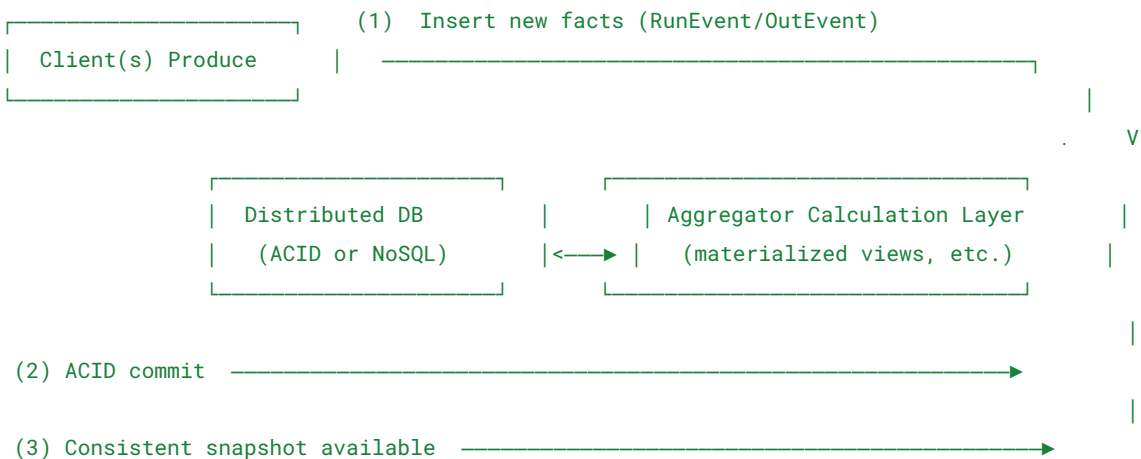 (1) Insert new facts (RunEvent/OutEvent)
Client(s) Produce
V
Distributed DB Aggregator Calculation Layer
(ACID or NoSQL) (materialized views, etc.)
(2) ACID commit
(3) Consistent snapshot available